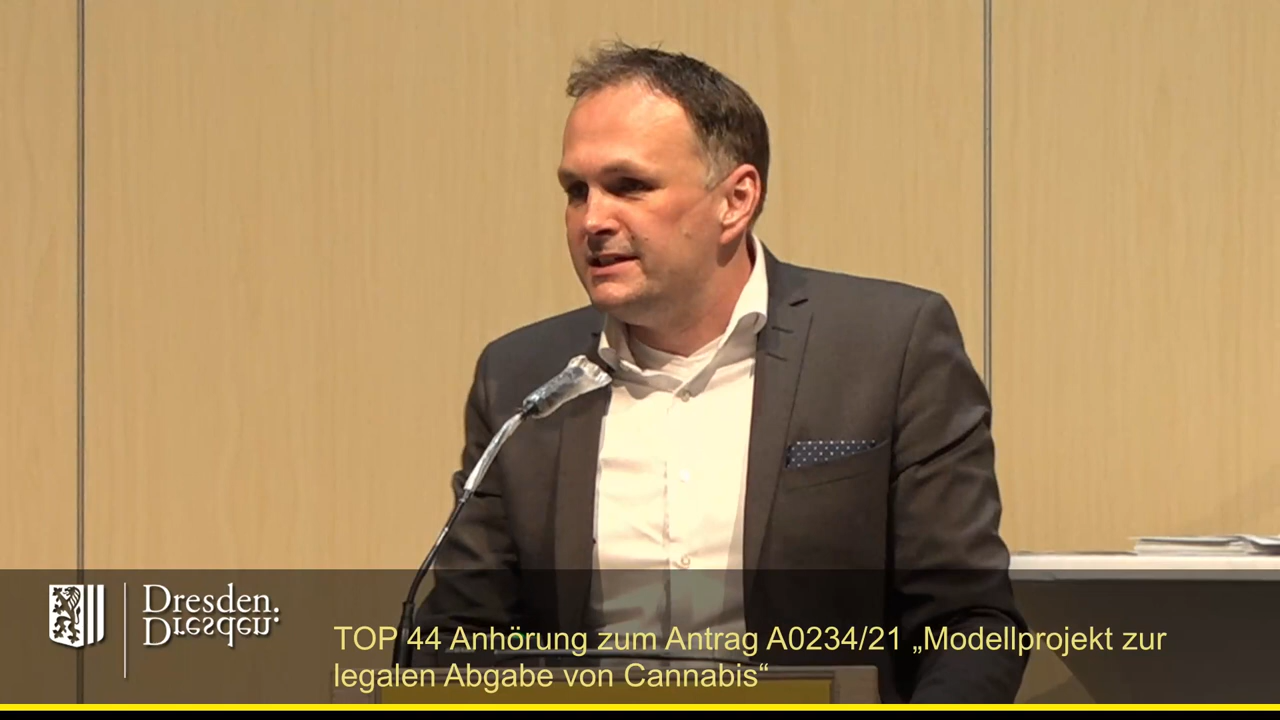 Dresden.
Dresden.
TOP 44 Anhörung zum Antrag A0234/21 „Modellprojekt zur
legalen Abgabe von Cannabis“